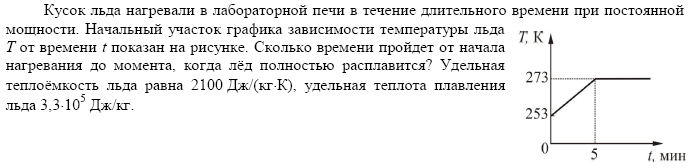 Кусок льда нагревали в лабораторной печи в течение длительного времени при постоянной
мощности. Начальный участок графика зависимости температуры льда
T от времени t показан на рисунке. Сколько времени пройдет от начала
нагревания до момента, когда лёд полностью расплавится? Удельная
теплоёмкость льда равна 2100 Дж/(кг·К), удельная теплота плавления
льда 3,3·10⁵ Дж/кг.
T, К
273
253
0
5
t, мин